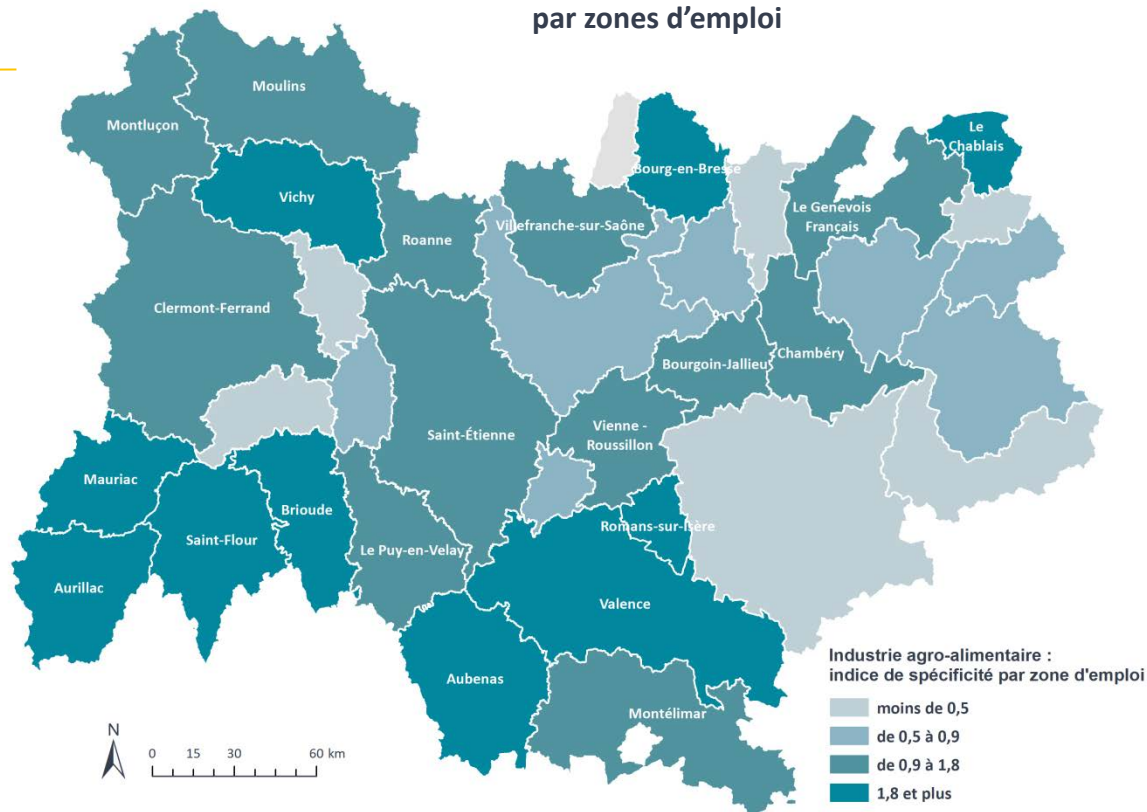 par zones d’emploi
Moulins
Montluçon
Le
Chablais
Bourg-en-Bresse
Vichy
Le Genevois
Français
Villefranche-sur-Saône
Roanne
Clermont-Ferrand
Chambéry
Bourgoin-Jallieu
Vienne -
Roussillon
Saint-Étienne
Mauriac
Brioude
Saint-Flour
Romans-sur-Isère
Le Puy-en-Velay
Aurillac
Valence
Aubenas
Montélimar
Industrie agro-alimentaire :
indice de spécificité par zone d'emploi
moins de 0,5
de 0,5 à 0,9
de 0,9 à 1,8
1,8 et plus
N
0 15 30 60 km